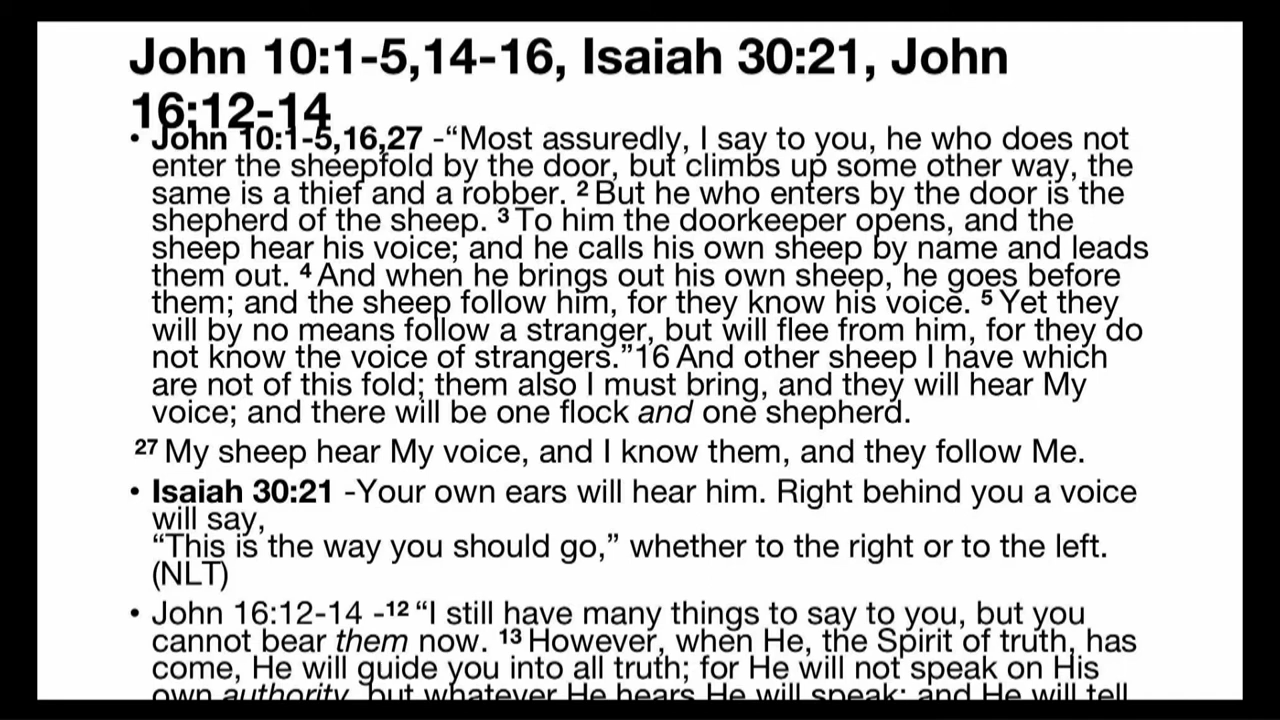 John 10:1-5,14-16, Isaiah 30:21, John
16:12-14
• John 10:1-5,16,27 -“Most assuredly, I say to you, he who does not
enter the sheepfold by the door, but climbs up some other way, the
same is a thief and a robber. 2 But he who enters by the door is the
shepherd of the sheep. 3 To him the doorkeeper opens, and the
sheep hear his voice; and he calls his own sheep by name and leads
them out. 4 And when he brings out his own sheep, he goes before
them; and the sheep follow him, for they know his voice. 5 Yet they
will by no means follow a stranger, but will flee from him, for they do
not know the voice of strangers.”16 And other sheep I have which
are not of this fold; them also I must bring, and they will hear My
voice; and there will be one flock and one shepherd.
27 My sheep hear My voice, and I know them, and they follow Me.
• Isaiah 30:21 -Your own ears will hear him. Right behind you a voice
will say,
“This is the way you should go,” whether to the right or to the left.
(NLT)
• John 16:12-14 -12 “I still have many things to say to you, but you
cannot bear them now. 13 However, when He, the Spirit of truth, has
come, He will guide you into all truth; for He will not speak on His
own authority, but whatever He hears He will speak; and He will tell